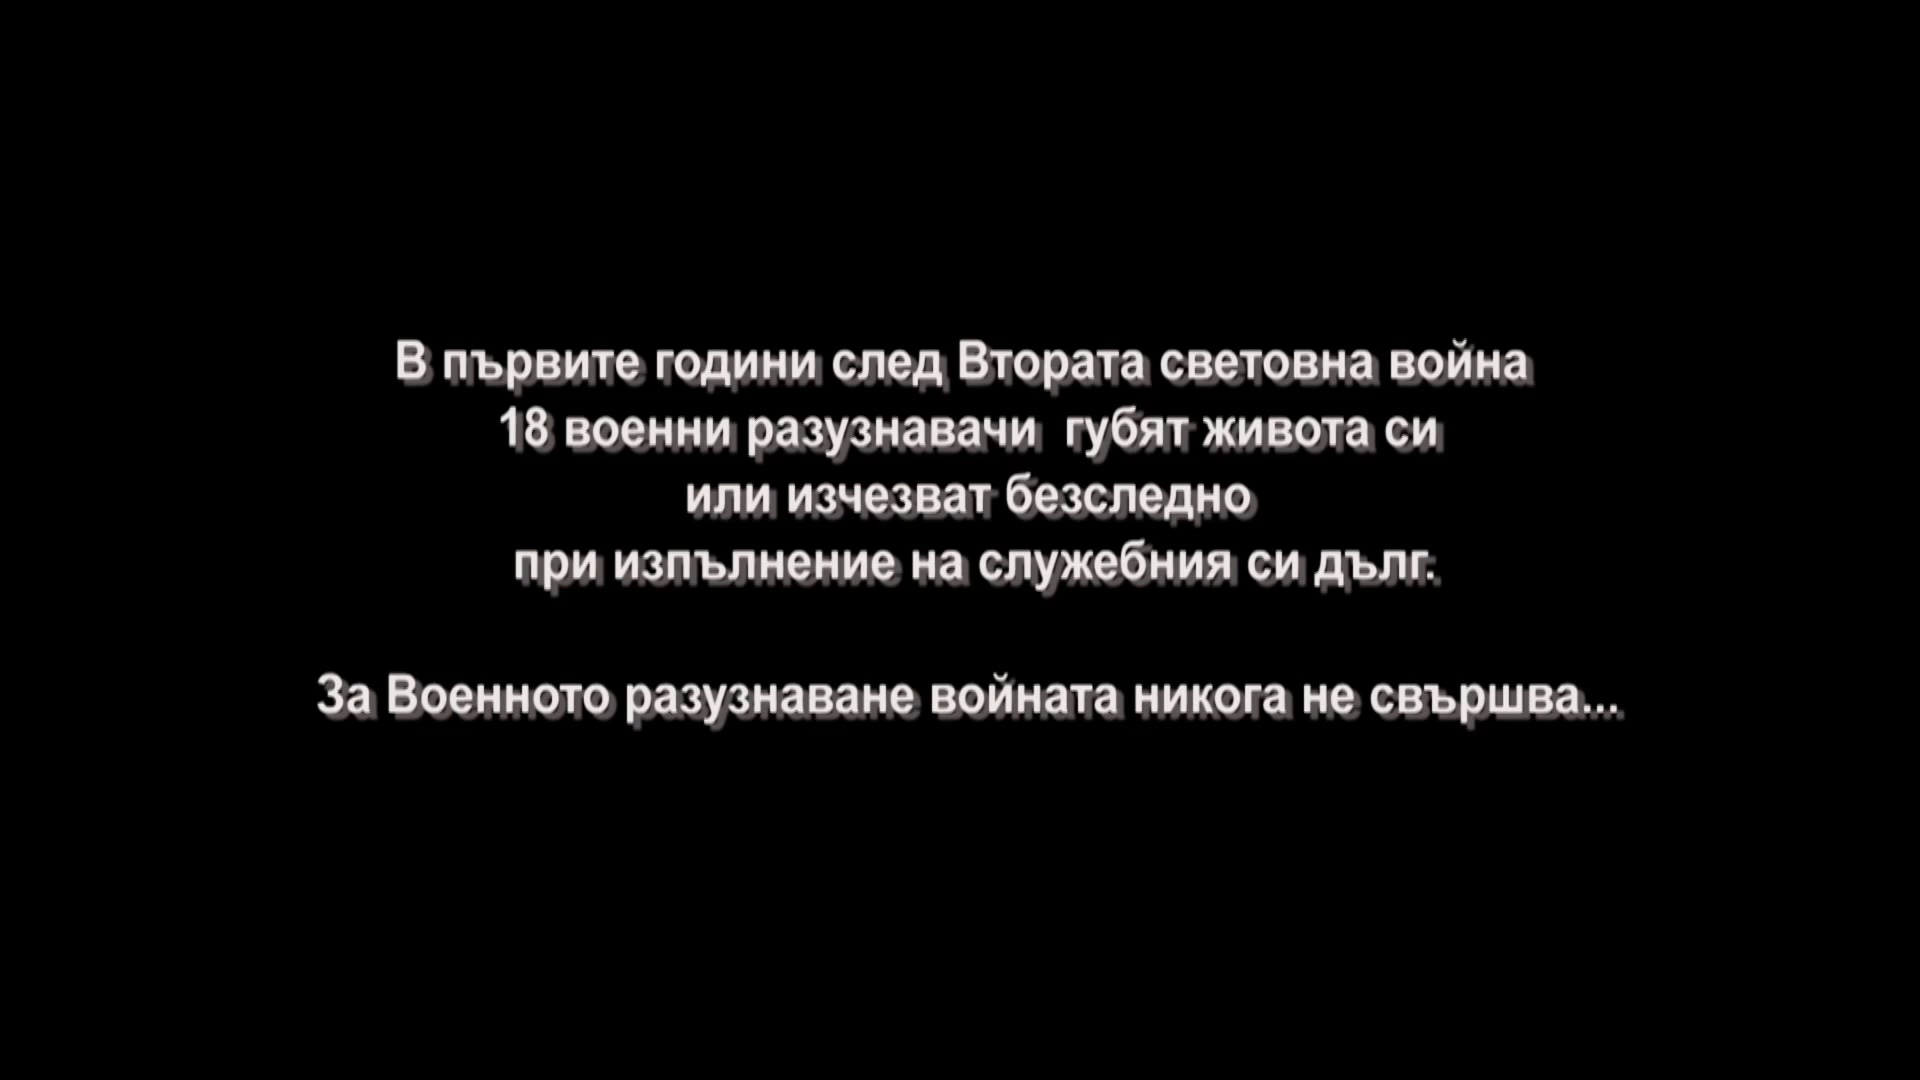 В първите години след Втората световна война
18 военни разузнавачи  губят живота си
или изчезват безследно
при изпълнение на служебния си дълг.
За Военното разузнаване войната никога не свършва...